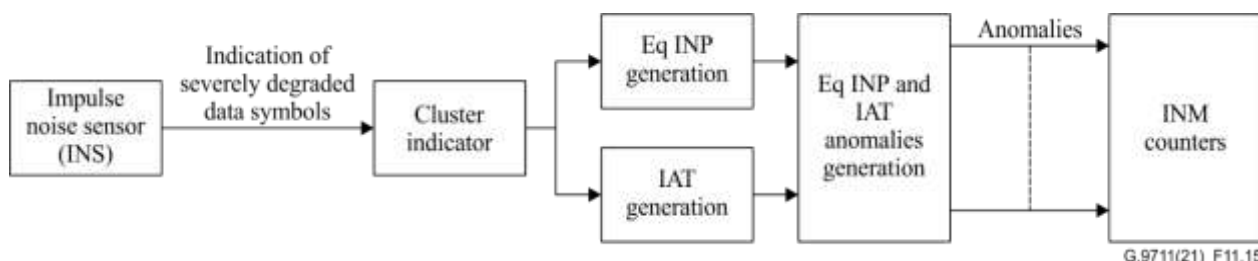 Impulse
noise sensor
(INS)
Indication of
severely degraded
data symbols
Cluster
indicator
Eq INP
generation
IAT
generation
Eq INP and
IAT
anomalies
generation
Anomalies
INM
counters
G.9711(21)_F11.15